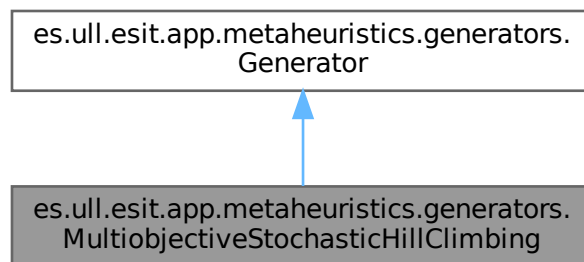 es.ull.esit.app.metaheuristics.generators.
Generator
es.ull.esit.app.metaheuristics.generators.
MultiobjectiveStochasticHillClimbing